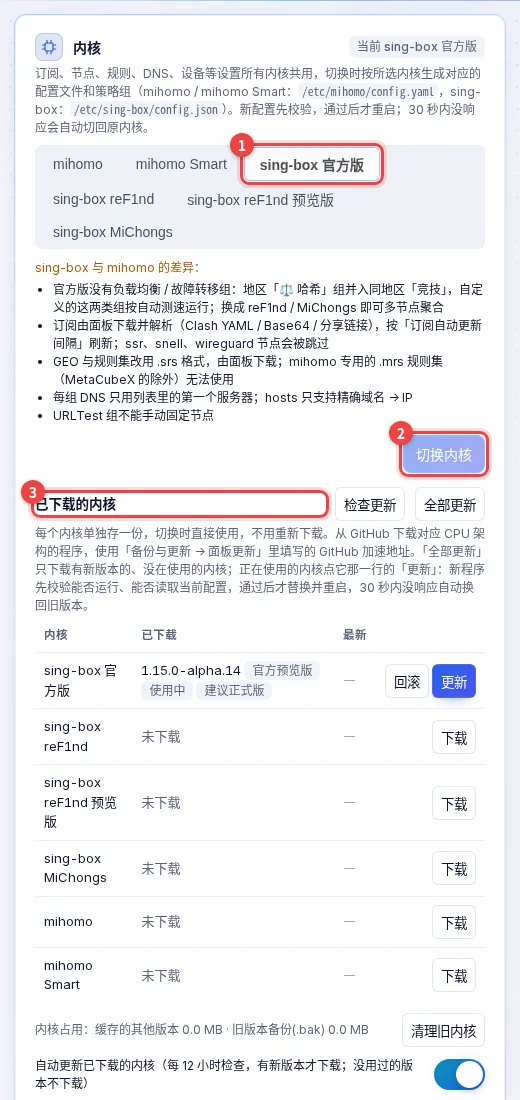 内核
当前 sing-box 官方版
订阅、节点、规则、DNS、设备等设置所有内核共用，切换时按所选内核生成对应的
配置文件和策略组（mihomo / mihomo Smart： /etc/mihomo/config.yaml，sing-
box： /etc/sing-box/config.json）。新配置先校验，通过后才重启；30 秒内没响
应会自动切回原内核。
mihomo
mihomo Smart
1
sing-box 官方版
sing-box reF1nd
sing-box reF1nd 预览版
sing-box MiChongs
sing-box 与 mihomo 的差异：
• 官方版没有负载均衡 / 故障转移组：地区「⚖️ 哈希」组并入同地区「竞技」，自定
义的这两类组按自动测速运行；换成 reF1nd / MiChongs 即可多节点聚合
• 订阅由面板下载并解析（Clash YAML / Base64 / 分享链接），按「订阅自动更新
间隔」刷新；ssr、snell、wireguard 节点会被跳过
• GEO 与规则集改用 .srs 格式，由面板下载；mihomo 专用的 .mrs 规则集
（MetaCubeX 的除外）无法使用
• 每组 DNS 只用列表里的第一个服务器；hosts 只支持精确域名 → IP
• URLTest 组不能手动固定节点
2
切换内核
3
已下载的内核
检查更新
全部更新
每个内核单独存一份，切换时直接使用，不用重新下载。从 GitHub 下载对应 CPU 架
构的程序，使用「备份与更新 → 面板更新」里填写的 GitHub 加速地址。「全部更新」
只下载有新版本的、没在使用的内核；正在使用的内核点它那一行的「更新」：新程序
先校验能否运行、能否读取当前配置，通过后才替换并重启，30 秒内没响应自动换
回旧版本。
内核
已下载
最新
sing-box 官
方版
1.15.0-alpha.14 官方预览版
使用中 建议正式版
—
回滚
更新
sing-box
reF1nd
未下载
—
下载
sing-box
reF1nd 预览
版
未下载
—
下载
sing-box
MiChongs
未下载
—
下载
mihomo
未下载
—
下载
mihomo
Smart
未下载
—
下载
内核占用：缓存的其他版本 0.0 MB · 旧版本备份(.bak) 0.0 MB
清理旧内核
自动更新已下载的内核（每 12 小时检查，有新版本才下载；没用过的版
本不下载）